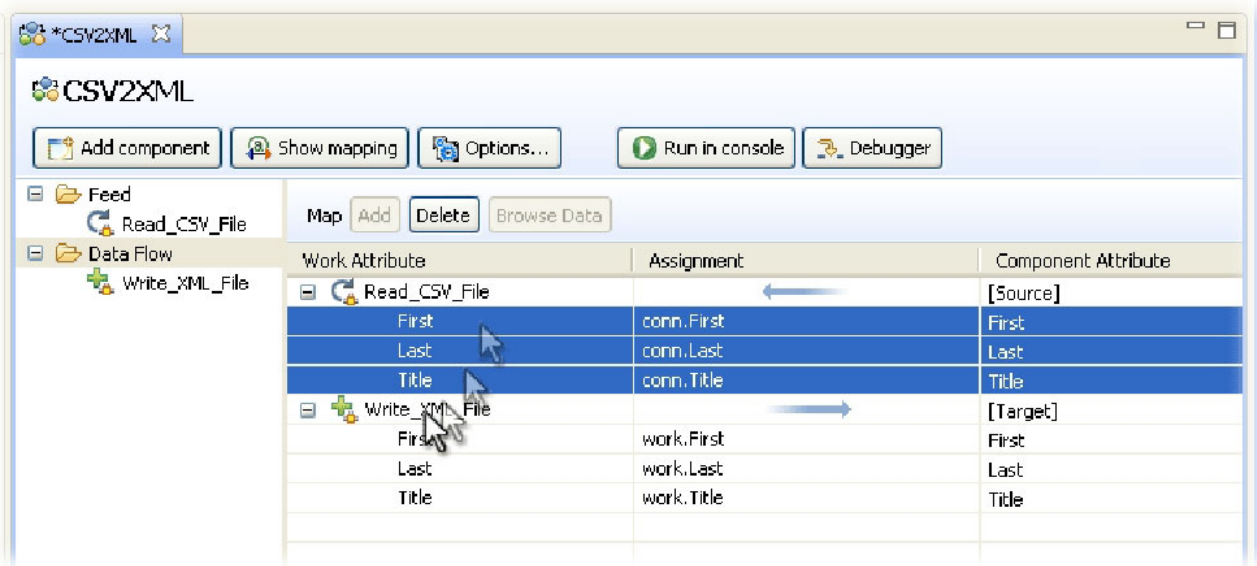 *CSV2XML
CSV2XML
Add component Show mapping Options... Run in console Debugger
Feed
Read_CSV_File
Data Flow
Write_XML_File
Map Add Delete Browse Data
Work Attribute Assignment Component Attribute
Read_CSV_File [Source]
First conn.First First
Last conn.Last Last
Title conn.Title Title
Write_XML_File [Target]
First work.First First
Last work.Last Last
Title work.Title Title